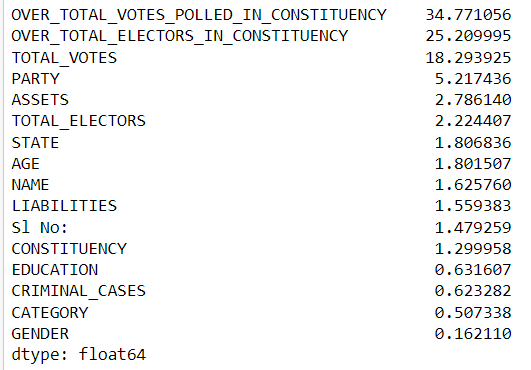 OVER_TOTAL_VOTES_POLLED_IN_CONSTITUENCY 34.771056
OVER_TOTAL_ELECTORS_IN_CONSTITUENCY 25.209995
TOTAL_VOTES 18.293925
PARTY 5.217436
ASSETS 2.786140
TOTAL_ELECTORS 2.224407
STATE 1.806836
AGE 1.801507
NAME 1.625760
LIABILITIES 1.559383
Sl No: 1.479259
CONSTITUENCY 1.299958
EDUCATION 0.631607
CRIMINAL_CASES 0.623282
CATEGORY 0.507338
GENDER 0.162110
dtype: float64